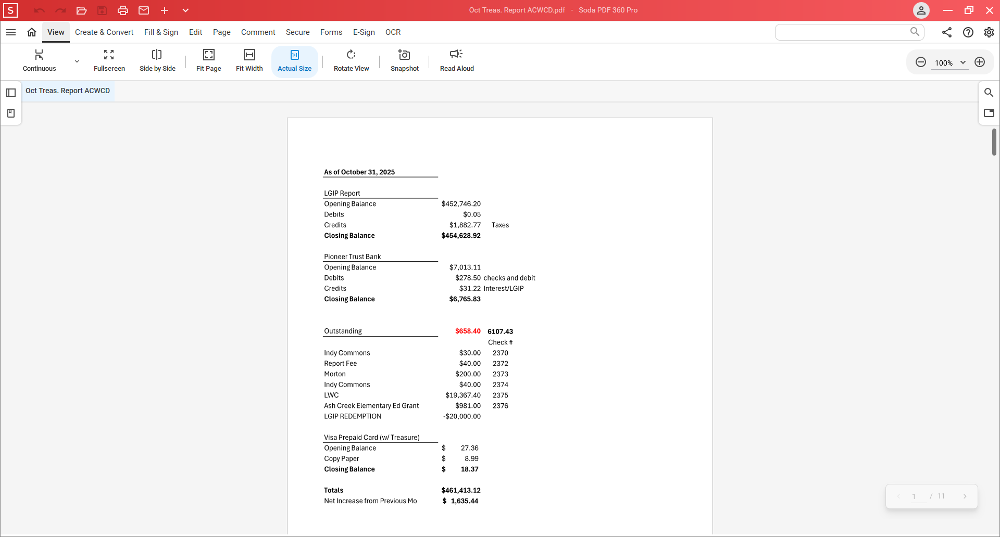 S
Oct Treas. Report ACWCD.pdf - Soda PDF 360 Pro
View Create & Convert Fill & Sign Edit Page Comment Secure Forms E-Sign OCR
Continuous Fullscreen Side by Side Fit Page Fit Width 1:1 Actual Size Rotate View Snapshot Read Aloud 100%
Oct Treas. Report ACWCD
As of October 31, 2025
LGIP Report
Opening Balance $452,746.20
Debits $0.05
Credits $1,882.77 Taxes
Closing Balance $454,628.92
Pioneer Trust Bank
Opening Balance $7,013.11
Debits $278.50 checks and debit
Credits $31.22 Interest/LGIP
Closing Balance $6,765.83
Outstanding $658.40 6107.43
Check #
Indy Commons $30.00 2370
Report Fee $40.00 2372
Morton $200.00 2373
Indy Commons $40.00 2374
LWC $19,367.40 2375
Ash Creek Elementary Ed Grant $981.00 2376
LGIP REDEMPTION -$20,000.00
Visa Prepaid Card (w/ Treasure)
Opening Balance $ 27.36
Copy Paper $ 8.99
Closing Balance $ 18.37
Totals $461,413.12
Net Increase from Previous Mo $ 1,635.44
1 / 11